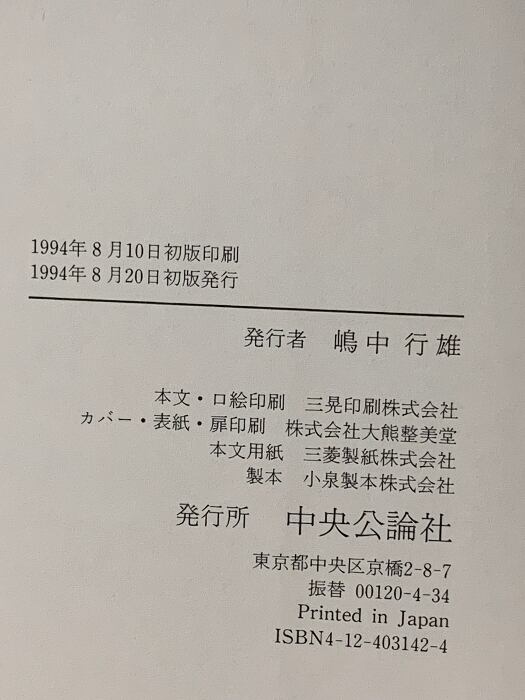 1994年8月10日初版印刷
1994年8月20日初版発行
発行者 嶋中行雄
本文・口絵印刷 三晃印刷株式会社
カバー・表紙・扉印刷 株式会社大熊整美堂
本文用紙 三菱製紙株式会社
製本 小泉製本株式会社
発行所 中央公論社
東京都中央区京橋2-8-7
振替 00120-4-34
Printed in Japan
ISBN4-12-403142-4